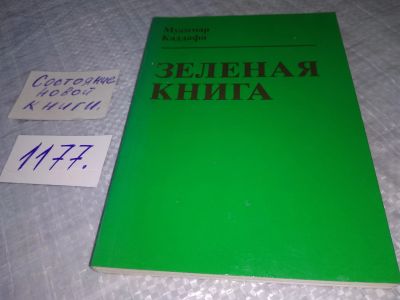 Муаммар
Каддафи
ЗЕЛЕНАЯ
КНИГА
Состояние
новой
книги.
1177.